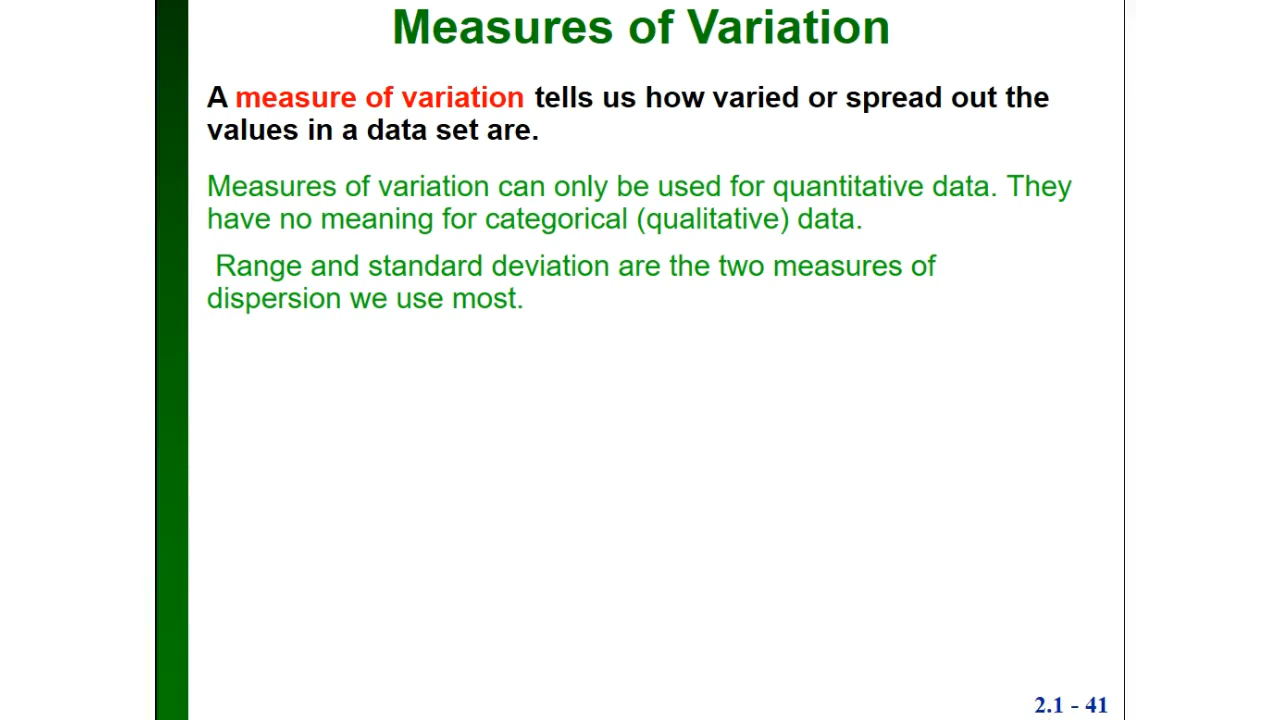 Measures of Variation
A measure of variation tells us how varied or spread out the
values in a data set are.
Measures of variation can only be used for quantitative data. They
have no meaning for categorical (qualitative) data.
Range and standard deviation are the two measures of
dispersion we use most.
2.1 - 41